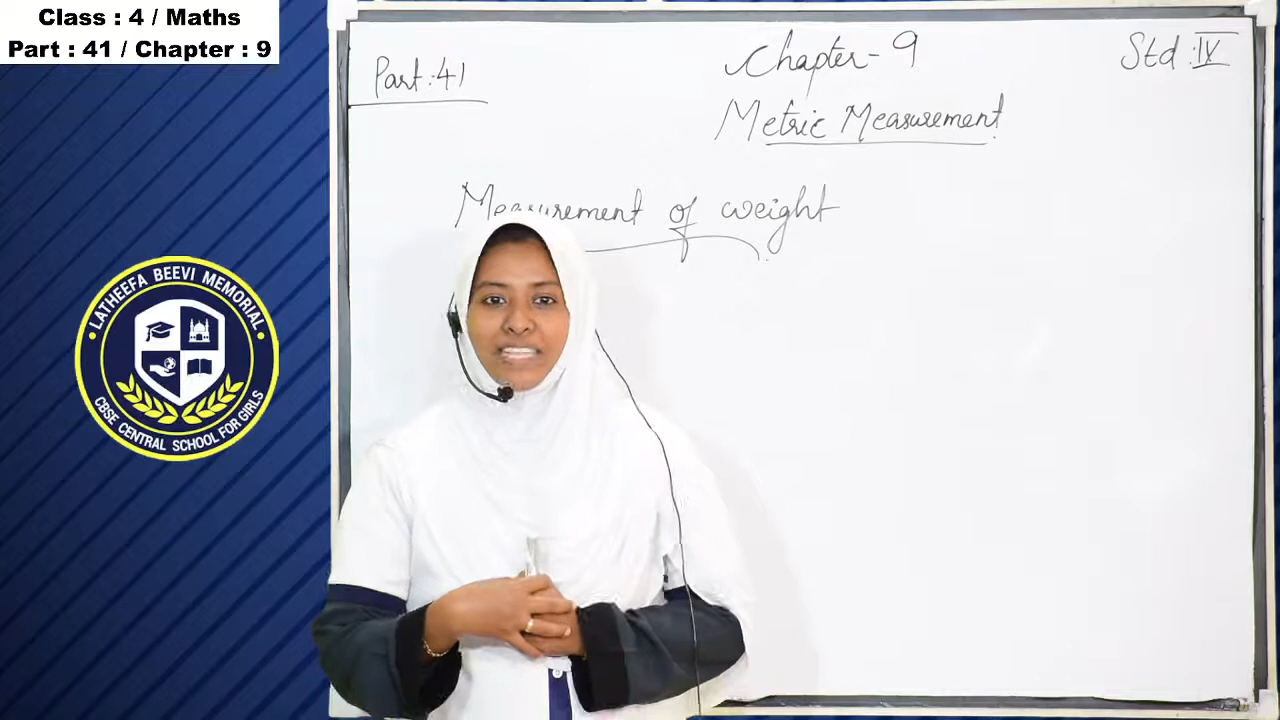 Class : 4 / Maths
Part : 41 / Chapter : 9
Part : 41
Chapter - 9
Std : IX
Metric Measurement
Measurement of weight
LATHEEFA BEEVI MEMORIAL
CBSE CENTRAL SCHOOL FOR GIRLS